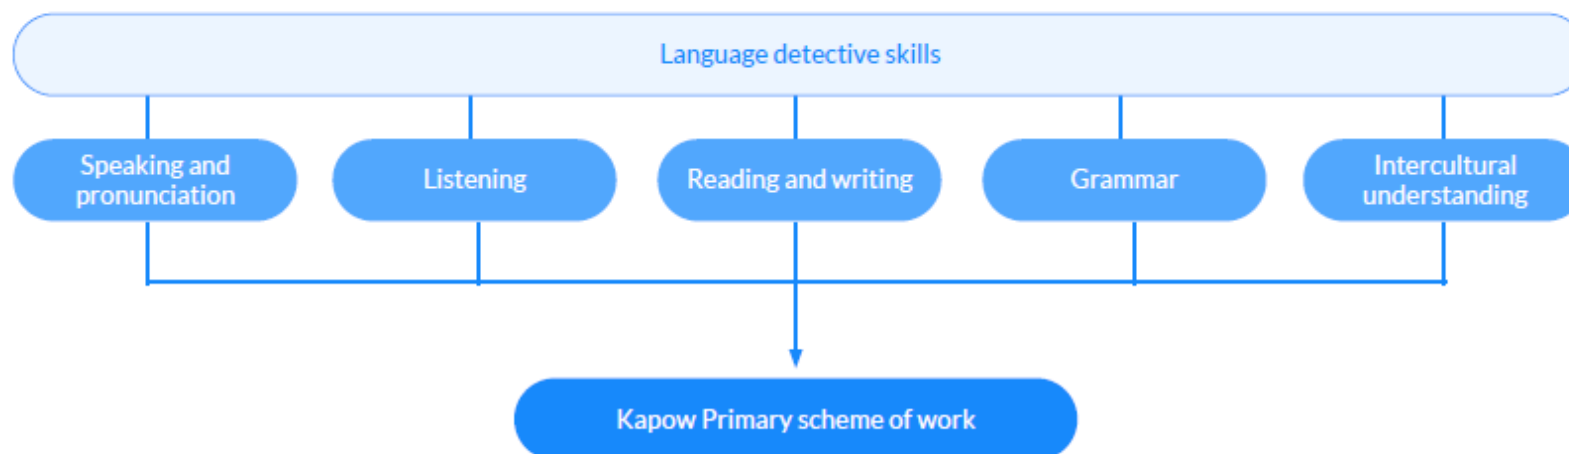 Language detective skills
Speaking and
pronunciation
Listening
Reading and writing
Grammar
Intercultural
understanding
Kapow Primary scheme of work